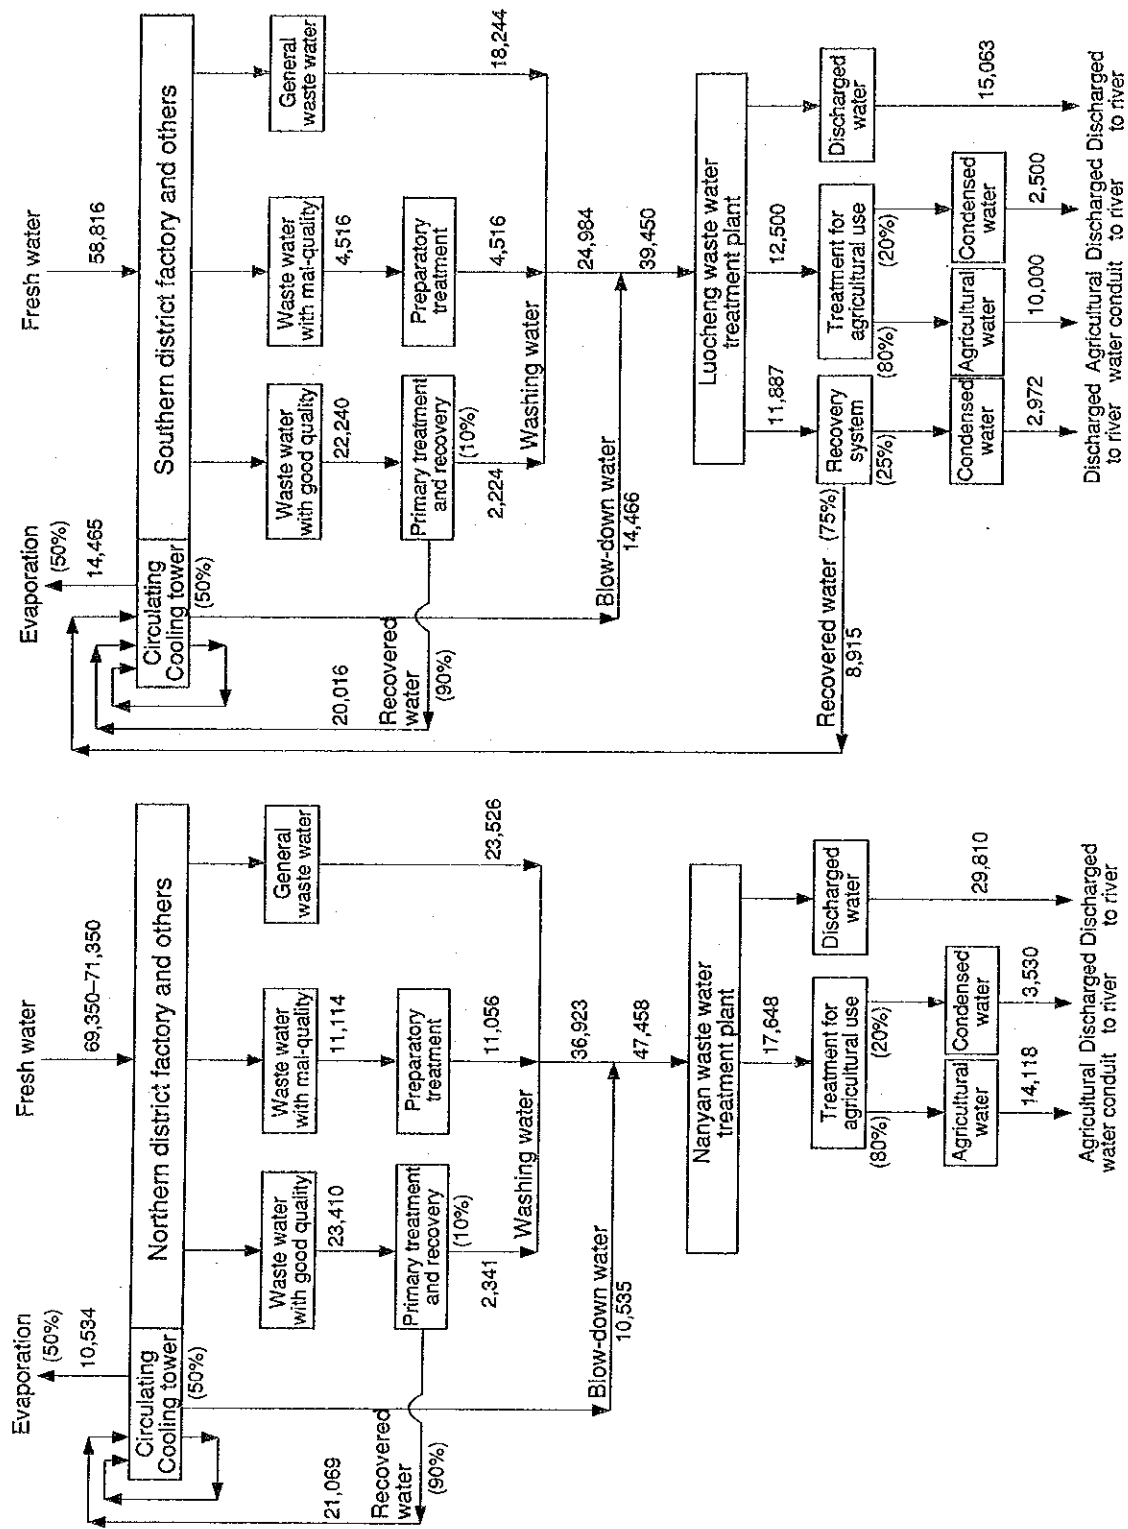 Fresh water
69,350–71,350
Evaporation
(50%)
10,534
Circulating
Cooling tower
Northern district factory and others
(50%)
Waste water
with good quality
Waste water
with mal-quality
General
waste water
23,410
11,114
23,526
21,069
Recovered
water
(90%)
Primary treatment
and recovery
Preparatory
treatment
(10%)
2,341
11,056
Washing water
36,923
Blow-down water
10,535
47,458
Nanyan waste water
treatment plant
17,648
Treatment for
agricultural use
Discharged
water
(80%)
(20%)
Agricultural
water
Condensed
water
14,118
3,530
29,810
Agricultural
water conduit
Discharged
to river
Discharged
to river
Fresh water
58,816
Evaporation
(50%)
14,465
Circulating
Cooling tower
Southern district factory and others
(50%)
Waste water
with good quality
Waste water
with mal-quality
General
waste water
22,240
4,516
18,244
20,016
Recovered
water
(90%)
Primary treatment
and recovery
Preparatory
treatment
(10%)
2,224
4,516
Washing water
24,984
Blow-down water
14,466
39,450
Luocheng waste water
treatment plant
11,887
12,500
Recovered water (75%)
8,915
Recovery
system
Treatment for
agricultural use
Discharged
water
(25%)
(80%)
(20%)
Condensed
water
Agricultural
water
Condensed
water
2,972
10,000
2,500
15,063
Discharged
to river
Agricultural
water conduit
Discharged
to river
Discharged
to river